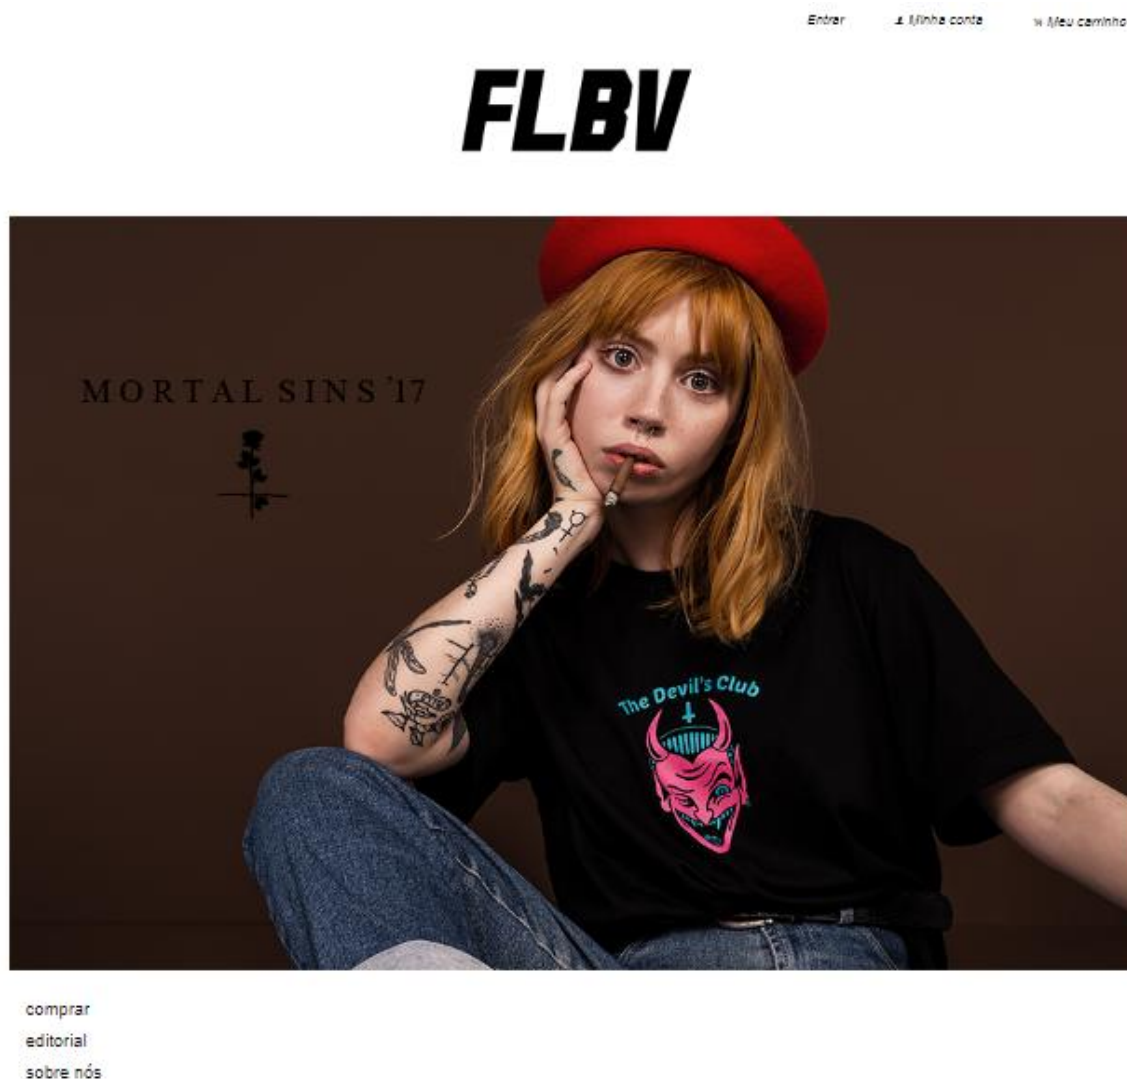 Entrar Minha conta Meu carrinho
FLBV
MORTAL SINS '17
The Devil's Club
comprar
editorial
sobre nós